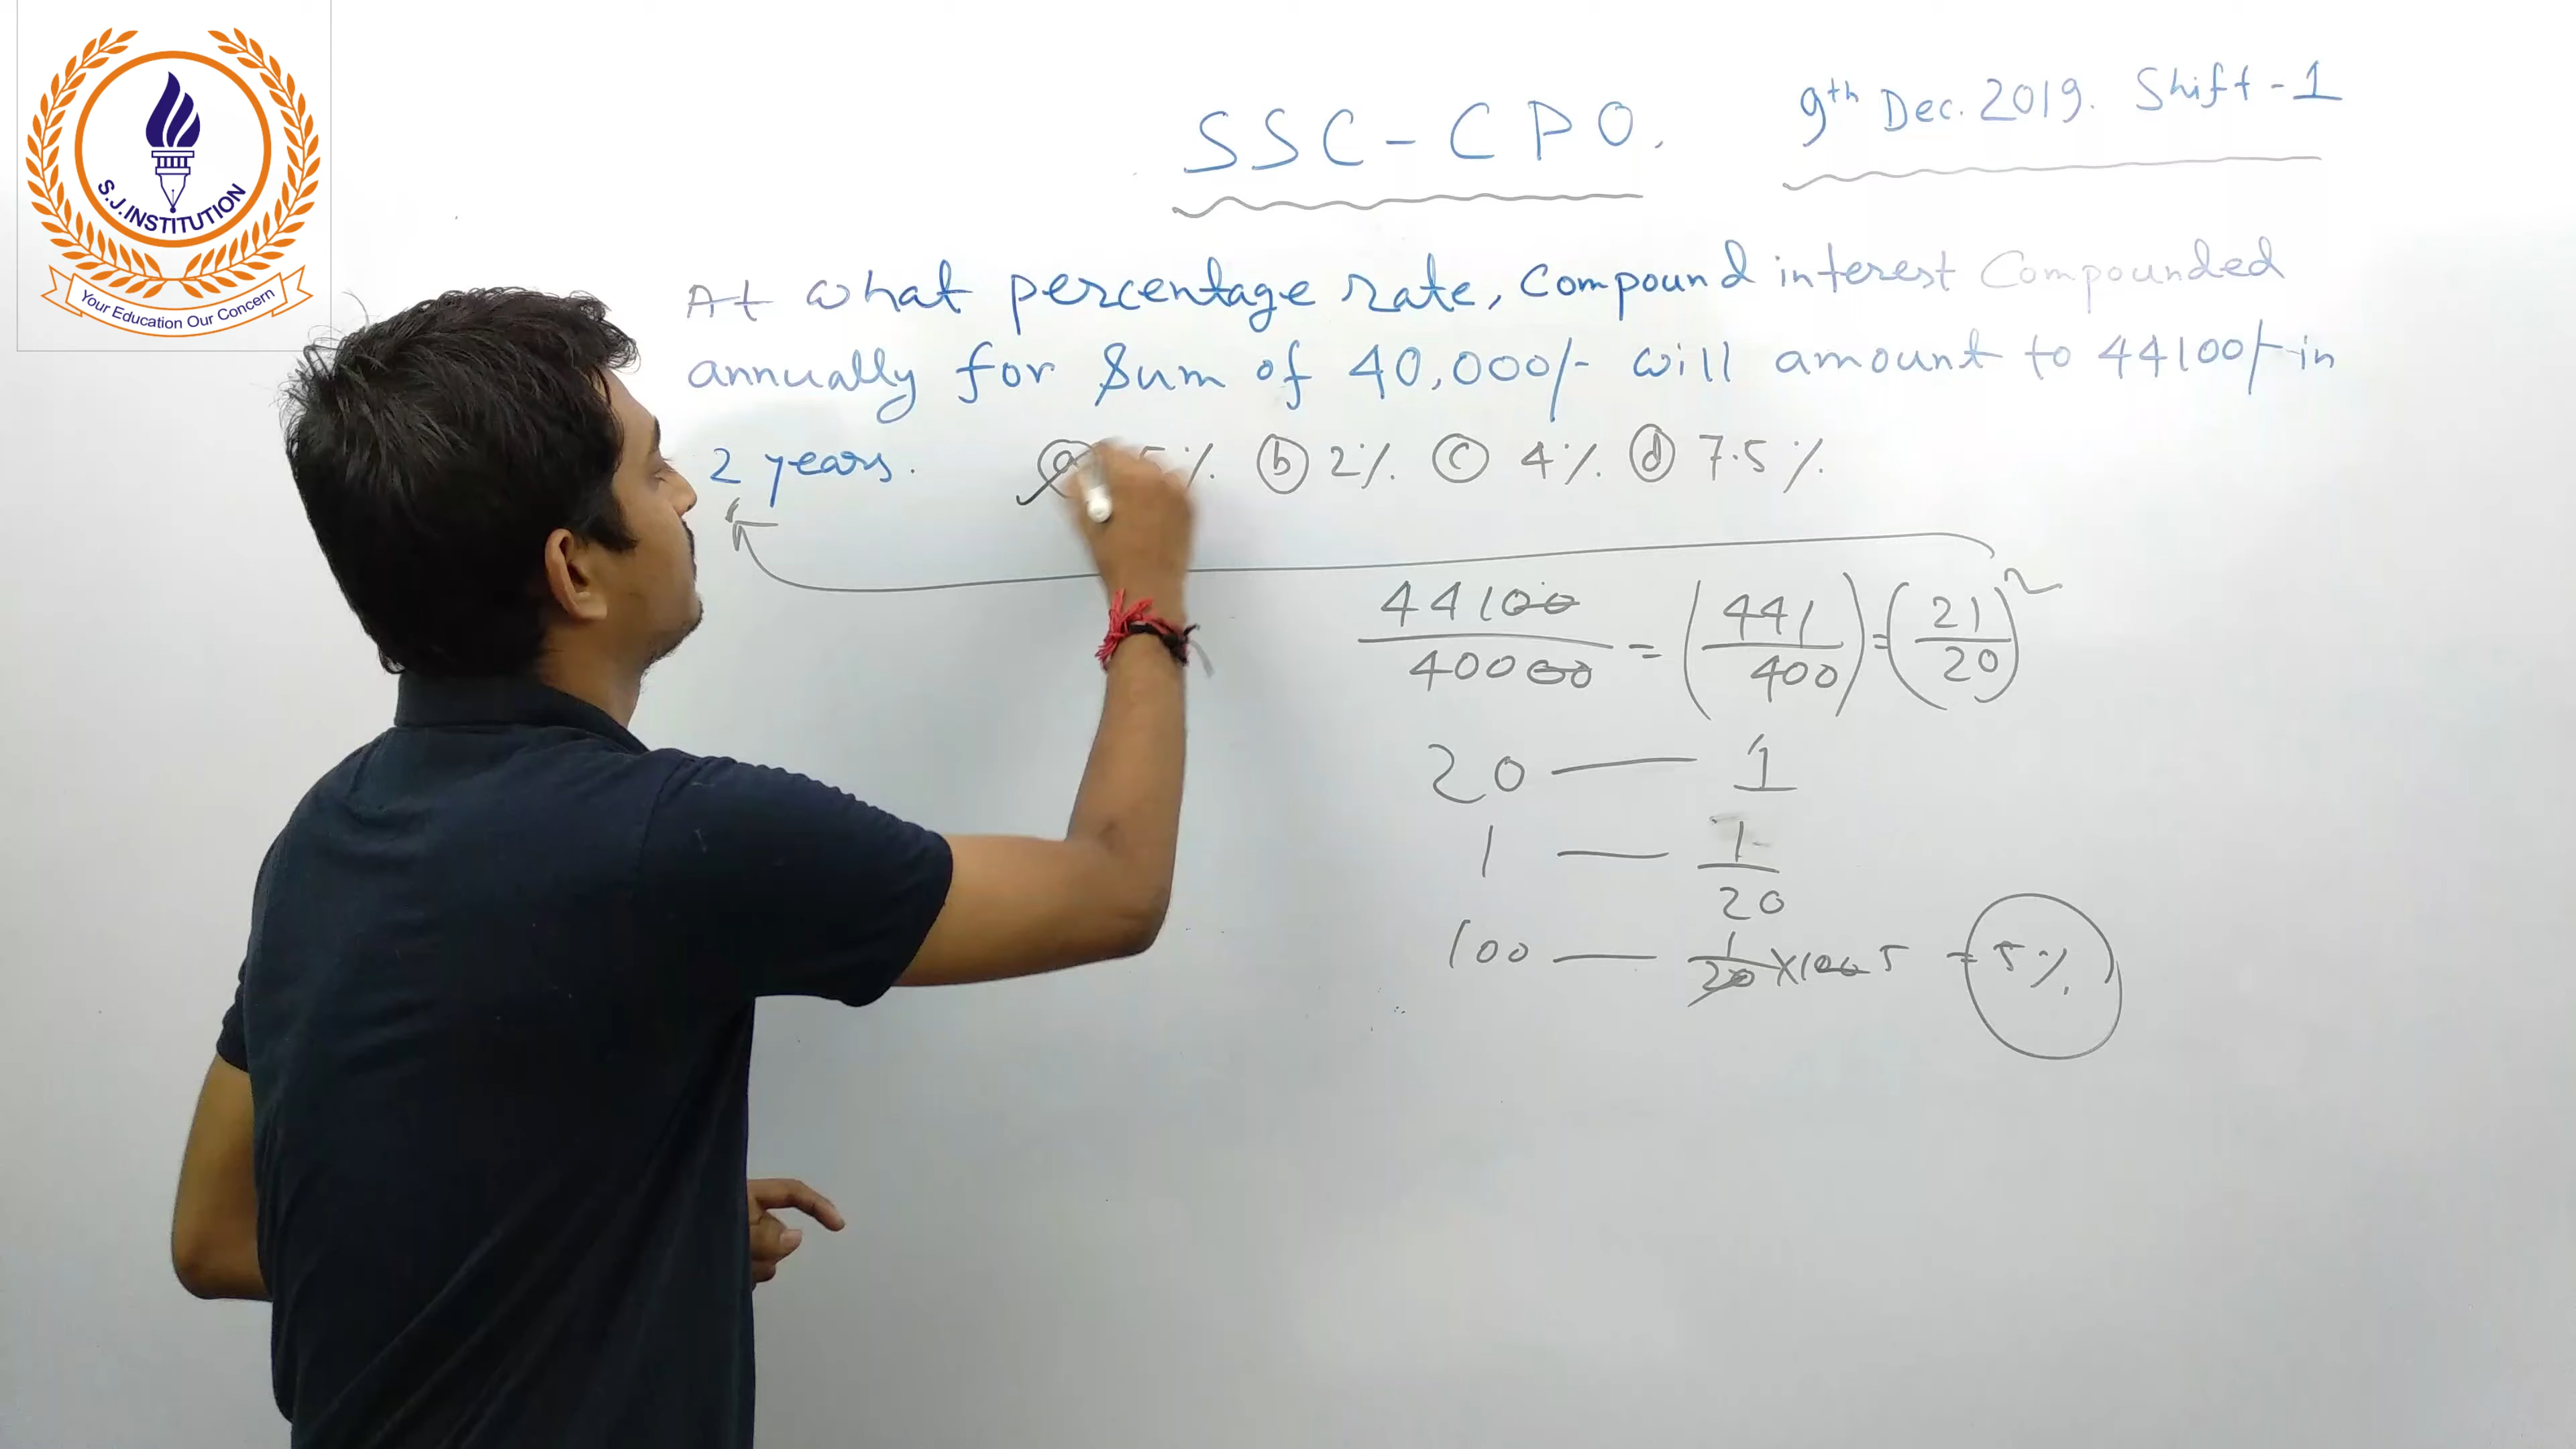 S.J.INSTITUTION
Your Education Our Concern
SSC-CPO. 9th Dec. 2019. Shift-1
At what percentage rate, Compound interest Compounded
annually for Sum of 40,000/- will amount to 44100/- in
2 years. (a) 5% (b) 2% (c) 4% (d) 7.5%
44100/40000 = (441/400) = (21/20)²
20 — 1
1 — 1/20
100 — 1/20 × 100 5 = 5%